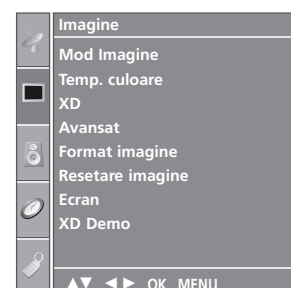 Imagine
Mod Imagine
Temp. culoare
XD
Avansat
Format imagine
Resetare imagine
Ecran
XD Demo
▲▼ ◄► OK MENU